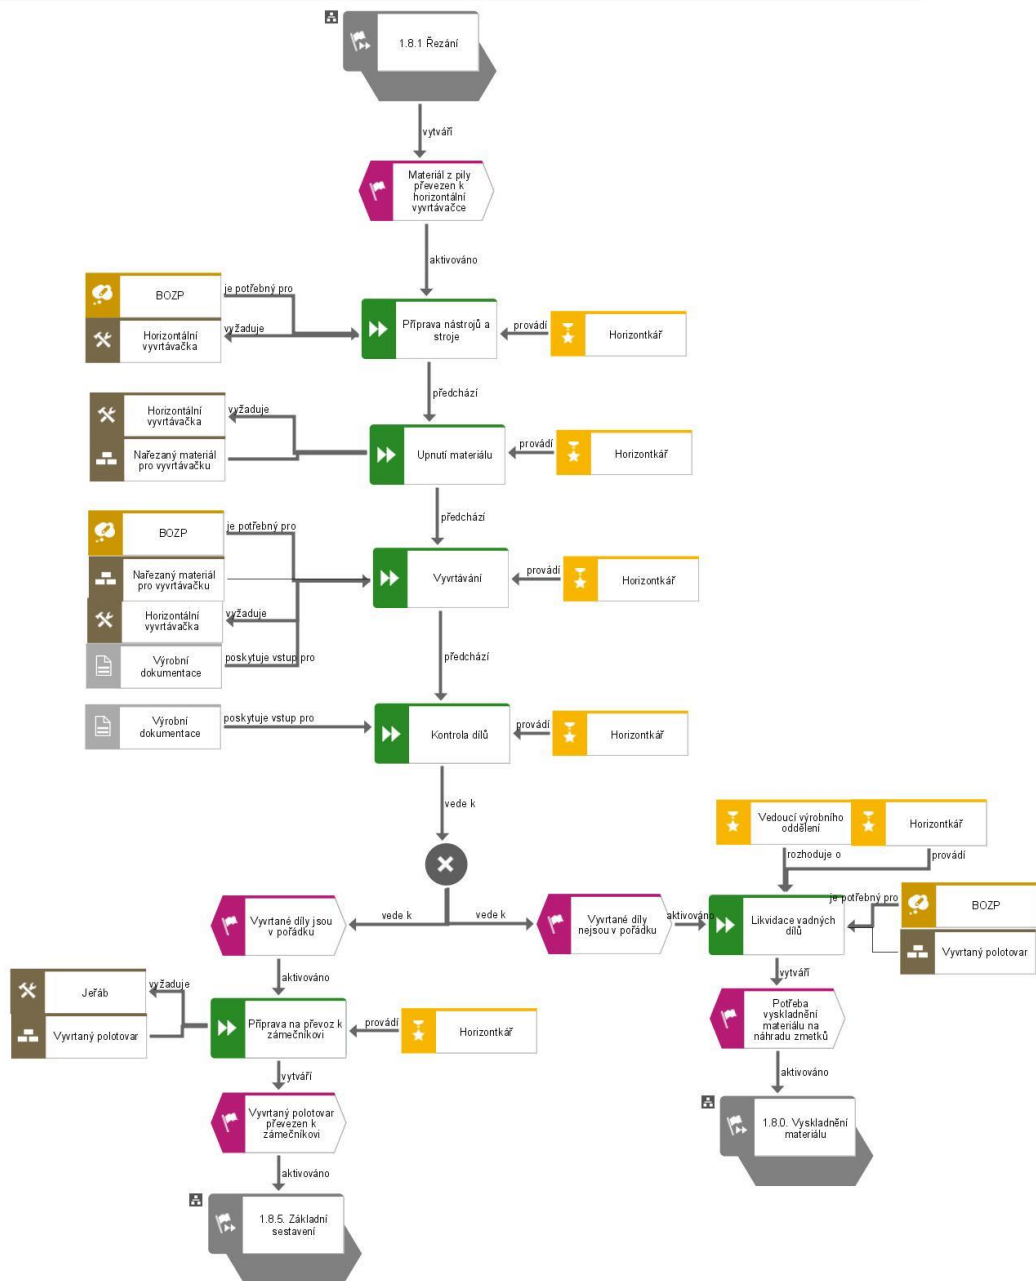 1.8.1 Řezání
vytváří
Materiál z pily
převezen k
horizontální
vyvrtávačce
aktivováno
BOZP
je potřebný pro
Horizontální
vyvrtávačka
vyžaduje
Příprava nástrojů a
stroje
provádí
Horizontkář
předchází
Horizontální
vyvrtávačka
vyžaduje
Nařezaný materiál
pro vyvrtávačku
Upnutí materiálu
provádí
Horizontkář
předchází
BOZP
je potřebný pro
Nařezaný materiál
pro vyvrtávačku
Horizontální
vyvrtávačka
vyžaduje
Výrobní
dokumentace
poskytuje vstup pro
Vyvrtávání
provádí
Horizontkář
předchází
Výrobní
dokumentace
poskytuje vstup pro
Kontrola dílů
provádí
Horizontkář
vede k
Vedoucí výrobního
oddělení
Horizontkář
rozhoduje o
provádí
Vyvrtané díly jsou
v pořádku
vede k
vede k
Vyvrtané díly
nejsou v pořádku
aktivováno
Likvidace vadných
dílů
je potřebný pro
BOZP
Vyvrtaný polotovar
aktivováno
vytváří
Jeřáb
vyžaduje
Vyvrtaný polotovar
Příprava na převoz k
zámečníkovi
provádí
Horizontkář
Potřeba
vyskladnění
materiálu na
náhradu zmetků
vytváří
aktivováno
Vyvrtaný polotovar
převezen k
zámečníkovi
1.8.0. Vyskladnění
materiálu
aktivováno
1.8.5. Základní
sestavení